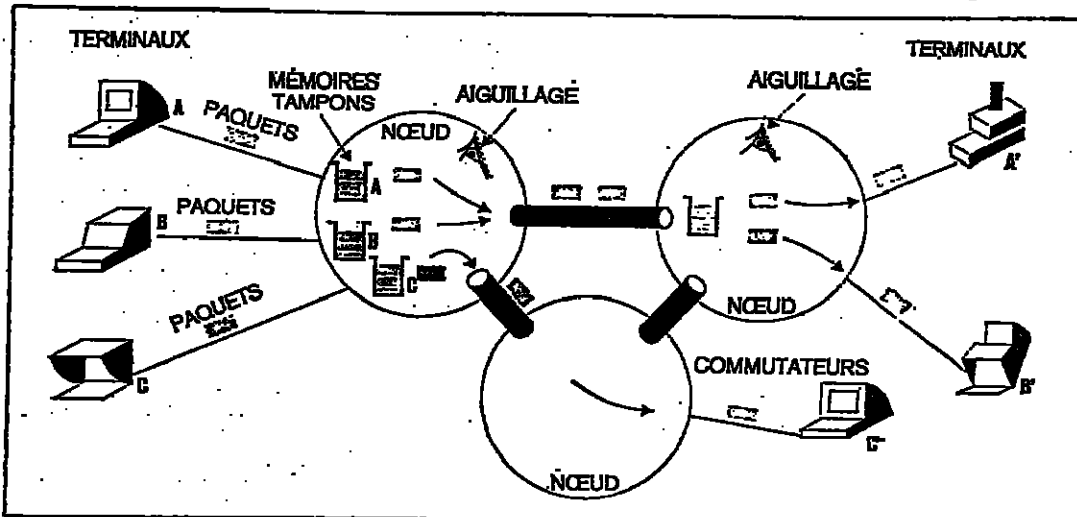 TERMINAUX
TERMINAUX
MÉMOIRES
TAMPONS
AIGUILLAGE
AIGUILLAGE
A
PAQUETS
NŒUD
A
A'
B
PAQUETS
B
C
PAQUETS
NŒUD
COMMUTATEURS
C
B'
NŒUD